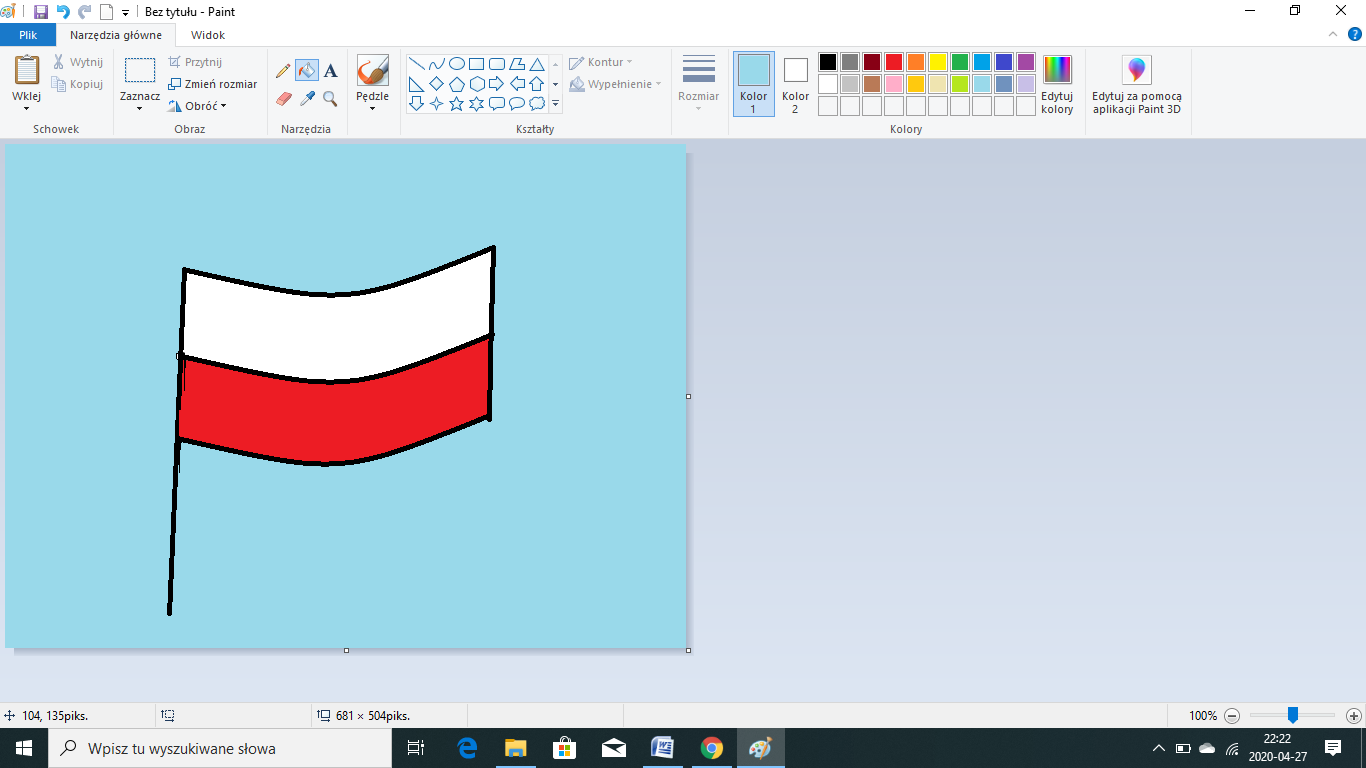 Bez tytułu - Paint
Plik Narzędzia główne Widok
Wklej
Wytnij
Kopiuj
Schowek
Zaznacz
Przytnij
Zmień rozmiar
Obróć
Obraz
A
Narzędzia
Pędzle
Kontur
Wypełnienie
Kształty
Rozmiar
Kolor
1
Kolor
2
Edytuj
kolory
Kolory
Edytuj za pomocą
aplikacji Paint 3D
104, 135piks.
681 × 504piks.
100%
Wpisz tu wyszukiwane słowa
22:22
2020-04-27